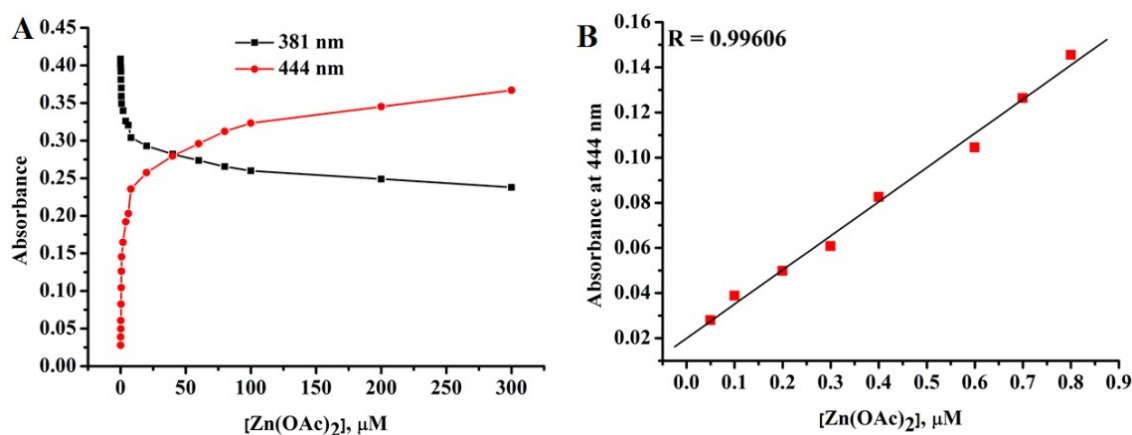 A
381 nm
444 nm
Absorbance
0.45
0.40
0.35
0.30
0.25
0.20
0.15
0.10
0.05
0.00
0 50 100 150 200 250 300
[Zn(OAc)2], μM
B
R = 0.99606
Absorbance at 444 nm
0.16
0.14
0.12
0.10
0.08
0.06
0.04
0.02
0.0 0.1 0.2 0.3 0.4 0.5 0.6 0.7 0.8 0.9
[Zn(OAc)2], μM